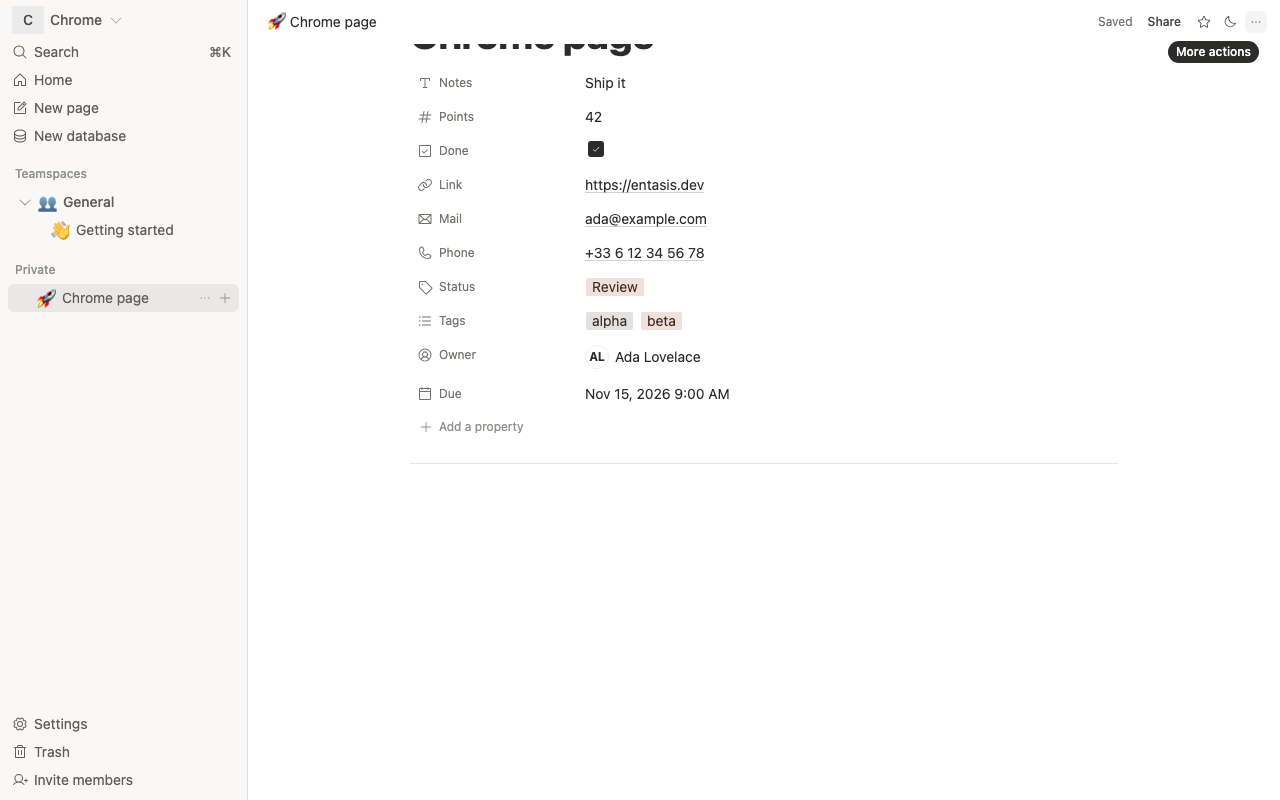 C Chrome
Search ⌘K
Home
New page
New database
Teamspaces
General
Getting started
Private
Chrome page
Settings
Trash
Invite members
Chrome page
Saved Share
More actions
Chrome page
Notes Ship it
Points 42
Done
Link https://entasis.dev
Mail ada@example.com
Phone +33 6 12 34 56 78
Status Review
Tags alpha beta
Owner AL Ada Lovelace
Due Nov 15, 2026 9:00 AM
Add a property